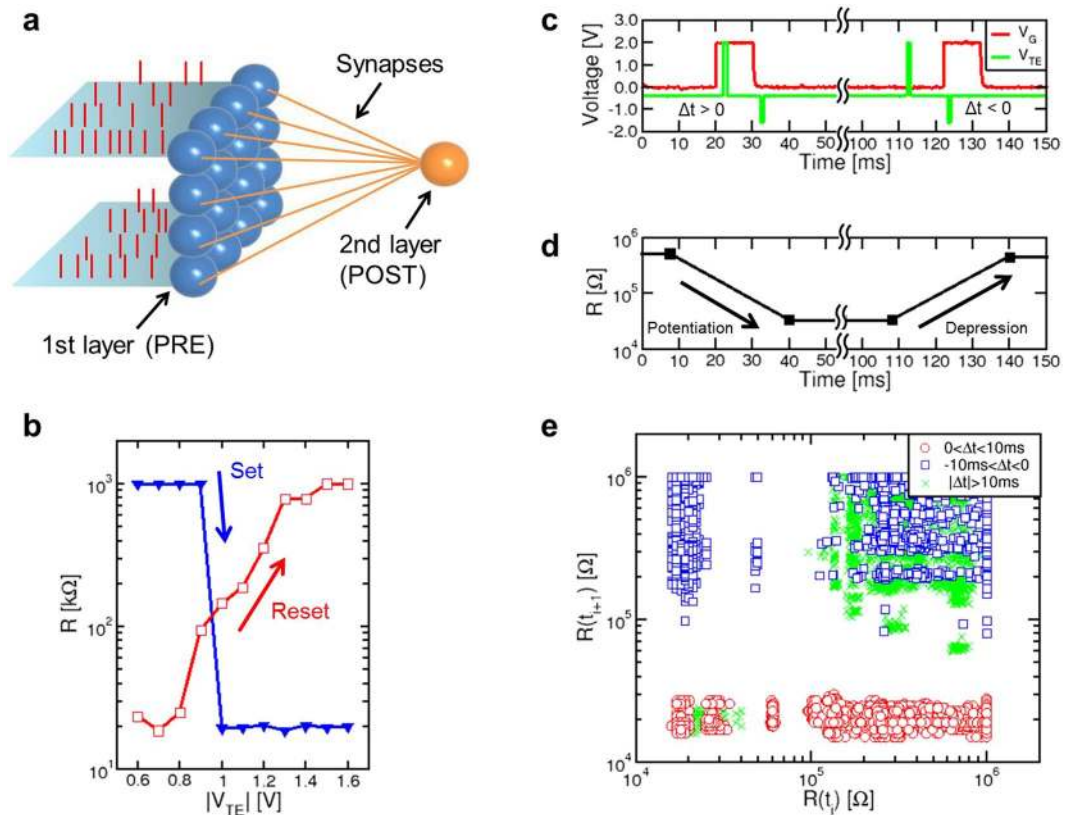 a
Synapses
2nd layer
(POST)
1st layer (PRE)
b
R [kΩ]
10³
10²
10¹
Set
Reset
0.6 0.8 1 1.2 1.4 1.6
|V_TE| [V]
c
Voltage [V]
3.0
2.0
1.0
0.0
-1.0
-2.0
V_G
V_TE
Δt > 0
Δt < 0
0 10 20 30 40 50 60 100 110 120 130 140 150
Time [ms]
d
R [Ω]
10⁶
10⁵
10⁴
Potentiation
Depression
0 10 20 30 40 50 60 100 110 120 130 140 150
Time [ms]
e
R(t_{i+1}) [Ω]
10⁶
10⁵
10⁴
0<Δt<10ms
-10ms<Δt<0
|Δt|>10ms
10⁴ 10⁵ 10⁶
R(t_i) [Ω]